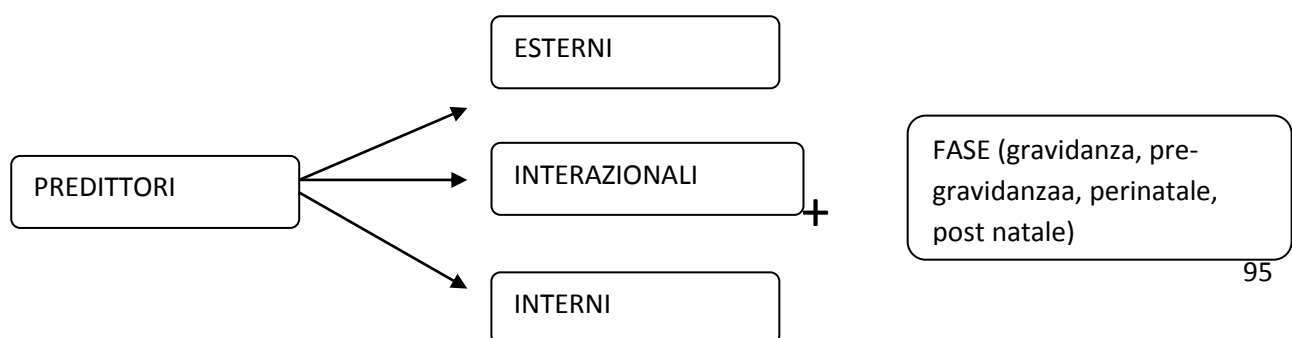 ESTERNI
PREDITTORI
INTERAZIONALI
+
FASE (gravidanza, pre-
gravidanzaa, perinatale,
post natale)
95
INTERNI